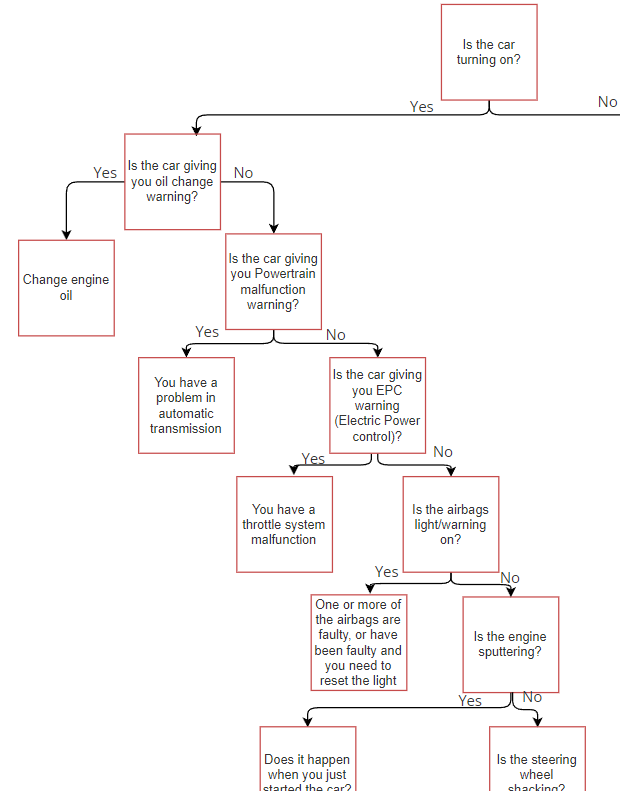 Is the car
turning on?
Yes
No
Is the car giving
you oil change
warning?
Yes
No
Change engine
oil
Is the car giving
you Powertrain
malfunction
warning?
Yes
No
You have a
problem in
automatic
transmission
Is the car giving
you EPC
warning
(Electric Power
control)?
Yes
No
You have a
throttle system
malfunction
Is the airbags
light/warning
on?
Yes
No
One or more of
the airbags are
faulty, or have
been faulty and
you need to
reset the light
Is the engine
sputtering?
Yes
No
Does it happen
when you just
started the car?
Is the steering
wheel
shacking?